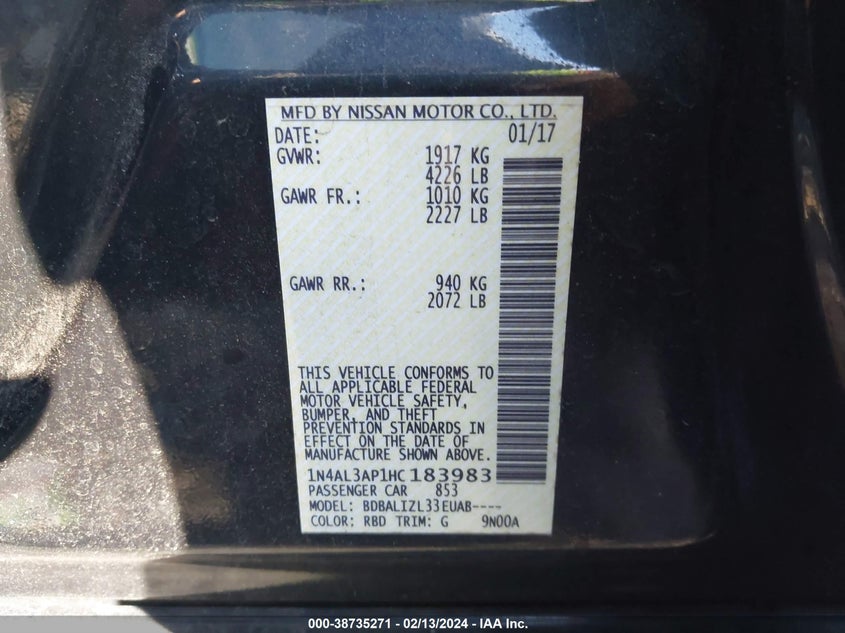 MFD BY NISSAN MOTOR CO., LTD.
DATE: 01/17
GVWR: 1917 KG
4226 LB
GAWR FR.: 1010 KG
2227 LB
GAWR RR.: 940 KG
2072 LB
THIS VEHICLE CONFORMS TO
ALL APPLICABLE FEDERAL
MOTOR VEHICLE SAFETY,
BUMPER, AND THEFT
PREVENTION STANDARDS IN
EFFECT ON THE DATE OF
MANUFACTURE SHOWN ABOVE.
1N4AL3AP1HC 183983
PASSENGER CAR 853
MODEL: BDBALIZL33EUAB----
COLOR: RBD TRIM: G 9N00A
000-38735271 - 02/13/2024 - IAA Inc.